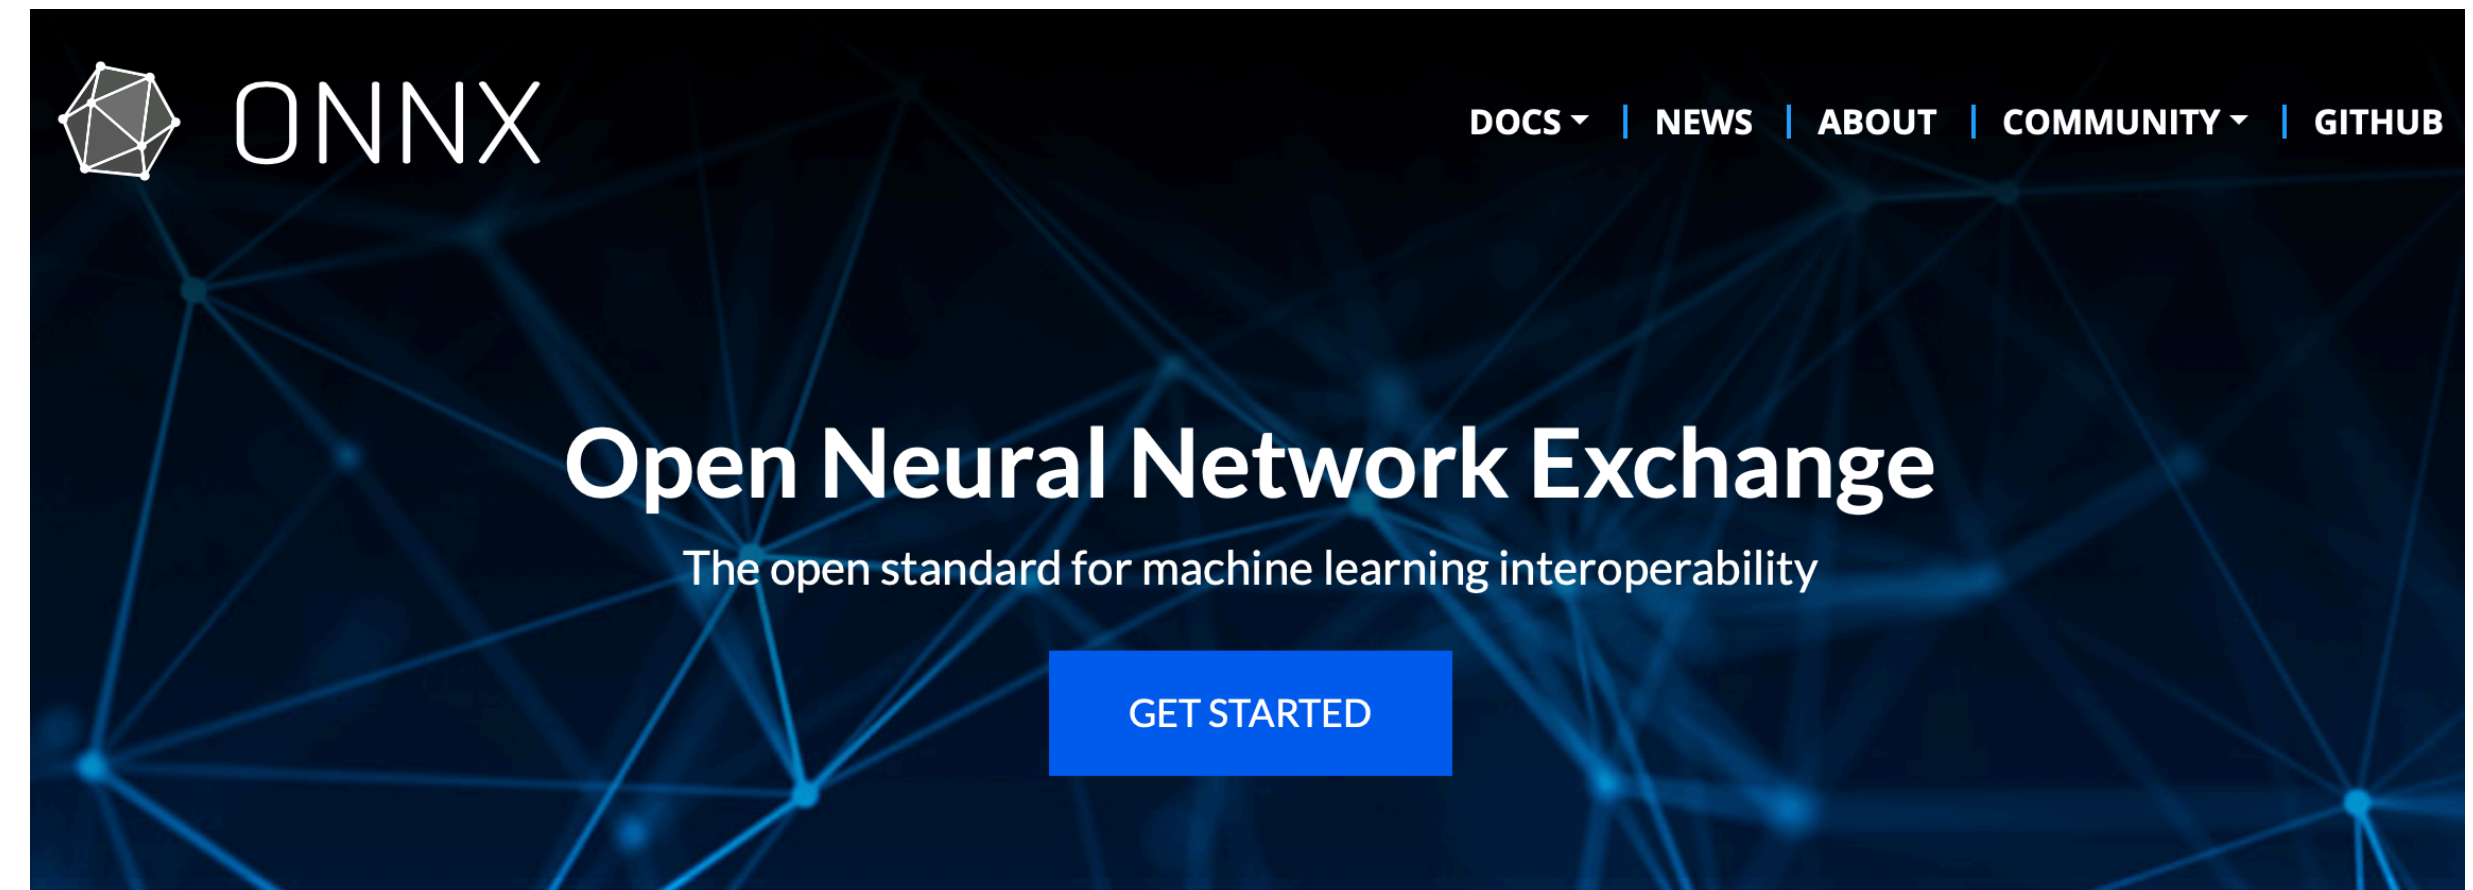 ONNX
DOCS | NEWS | ABOUT | COMMUNITY | GITHUB
Open Neural Network Exchange
The open standard for machine learning interoperability
GET STARTED